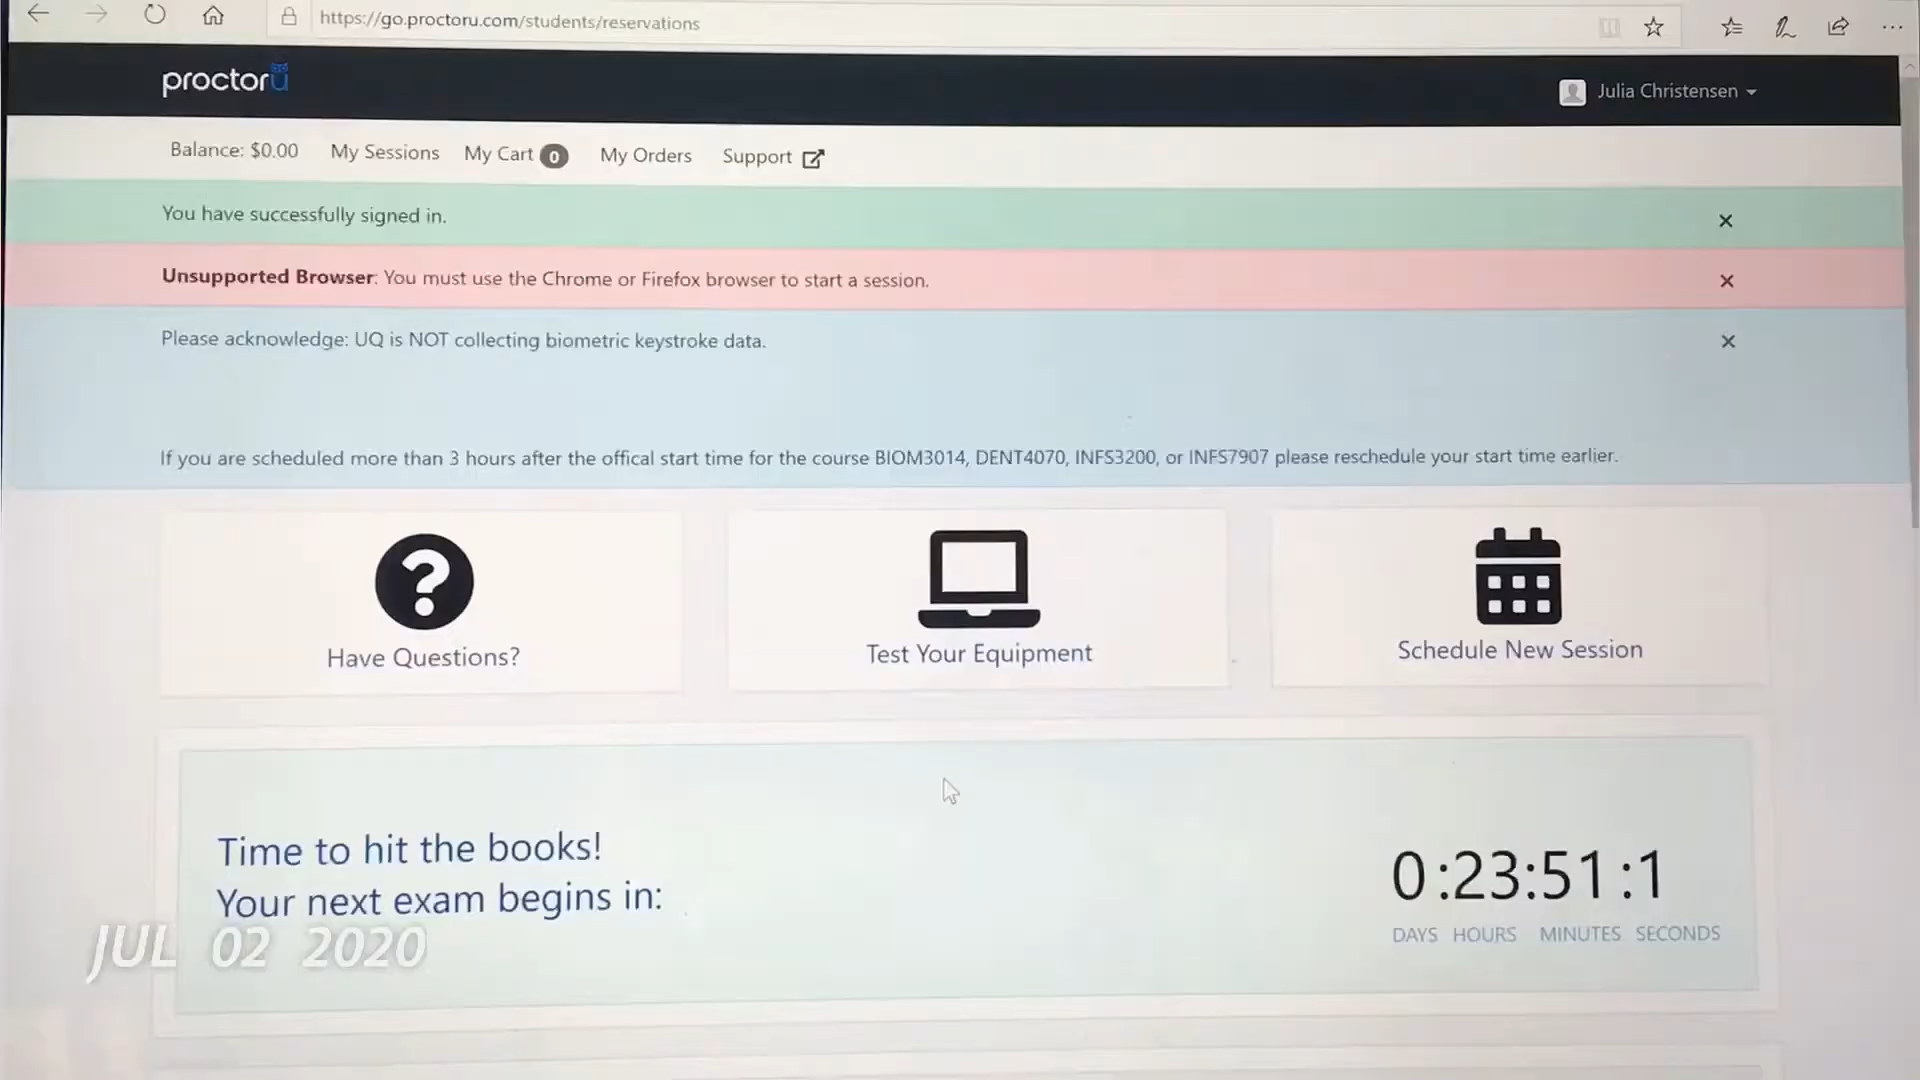 https://go.proctoru.com/students/reservations
proctoru
Julia Christensen
Balance: $0.00 My Sessions My Cart 0 My Orders Support
You have successfully signed in.
Unsupported Browser: You must use the Chrome or Firefox browser to start a session.
Please acknowledge: UQ is NOT collecting biometric keystroke data.
If you are scheduled more than 3 hours after the offical start time for the course BIOM3014, DENT4070, INFS3200, or INFS7907 please reschedule your start time earlier.
Have Questions?
Test Your Equipment
Schedule New Session
Time to hit the books!
Your next exam begins in:
0 :23:51 :1
DAYS HOURS MINUTES SECONDS
JUL 02 2020